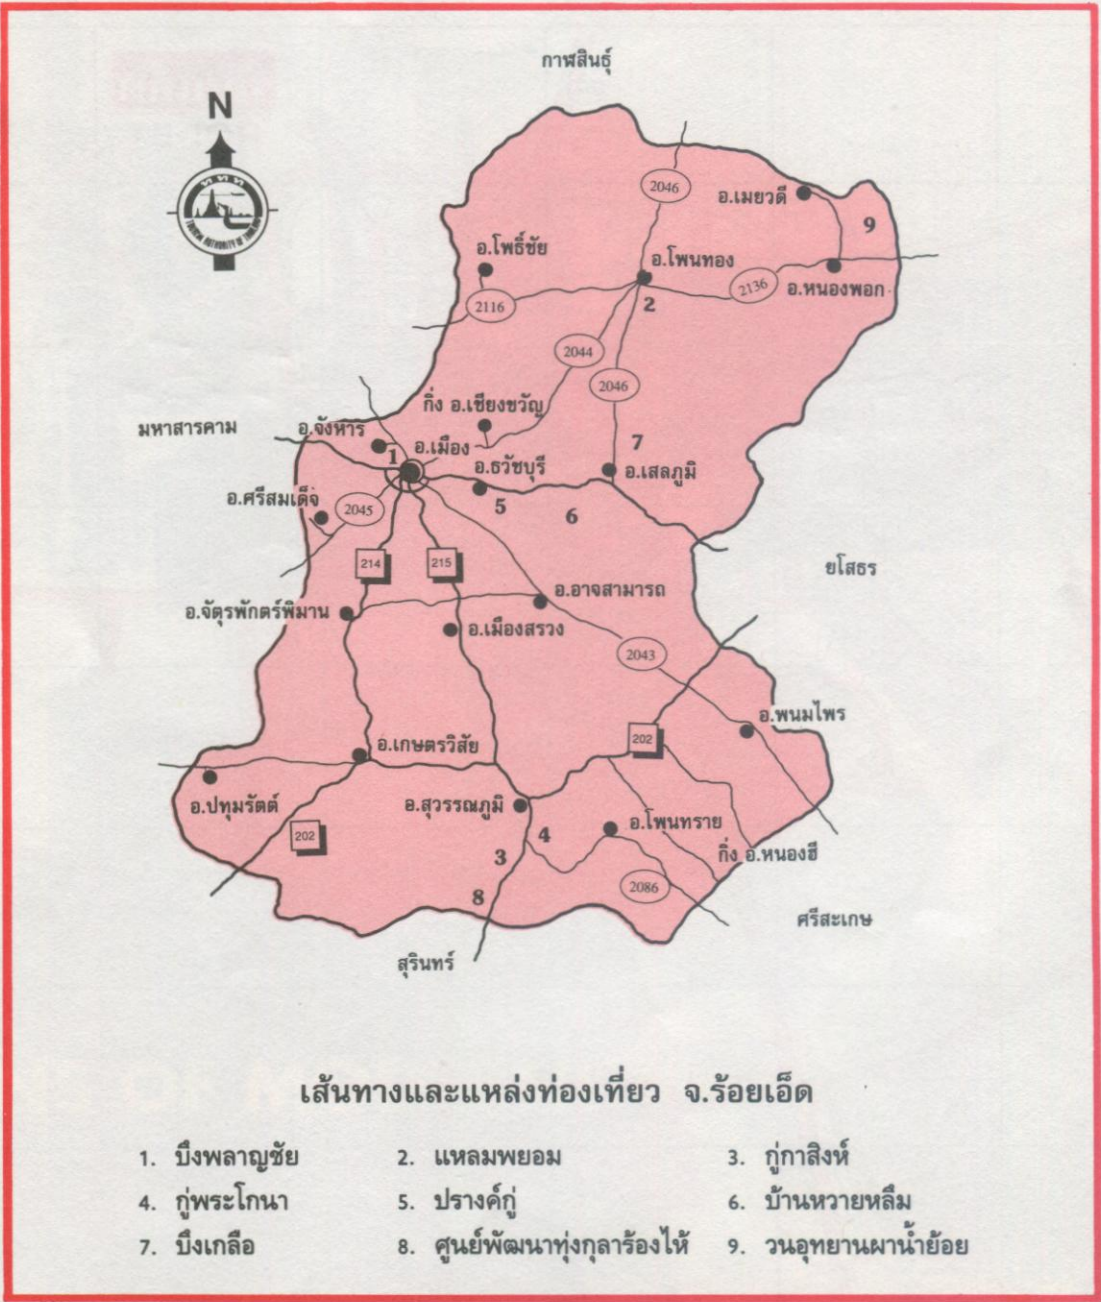 กาฬสินธุ์
N
ท ท ท
TOURISM AUTHORITY OF THAILAND
2046
อ.เมยวดี
9
อ.โพธิ์ชัย
อ.โพนทอง
2116
2136
อ.หนองพอก
2
2044
2046
กิ่ง อ.เชียงขวัญ
มหาสารคาม
อ.จังหาร
อ.เมือง
7
1
อ.ธวัชบุรี
อ.เสลภูมิ
อ.ศรีสมเด็จ
2045
5
6
214
215
ยโสธร
อ.อาจสามารถ
อ.จัตุรพักตร์พิมาน
อ.เมืองสรวง
2043
อ.พนมไพร
202
อ.เกษตรวิสัย
อ.ปทุมรัตต์
อ.สุวรรณภูมิ
202
4
อ.โพนทราย
3
กิ่ง อ.หนองฮี
2086
8
ศรีสะเกษ
สุรินทร์
เส้นทางและแหล่งท่องเที่ยว จ.ร้อยเอ็ด
1. บึงพลาญชัย 2. แหลมพยอม 3. กู่กาสิงห์
4. กู่พระโกนา 5. ปรางค์กู่ 6. บ้านหวายหลึม
7. บึงเกลือ 8. ศูนย์พัฒนาทุ่งกุลาร้องไห้ 9. วนอุทยานผาน้ำย้อย